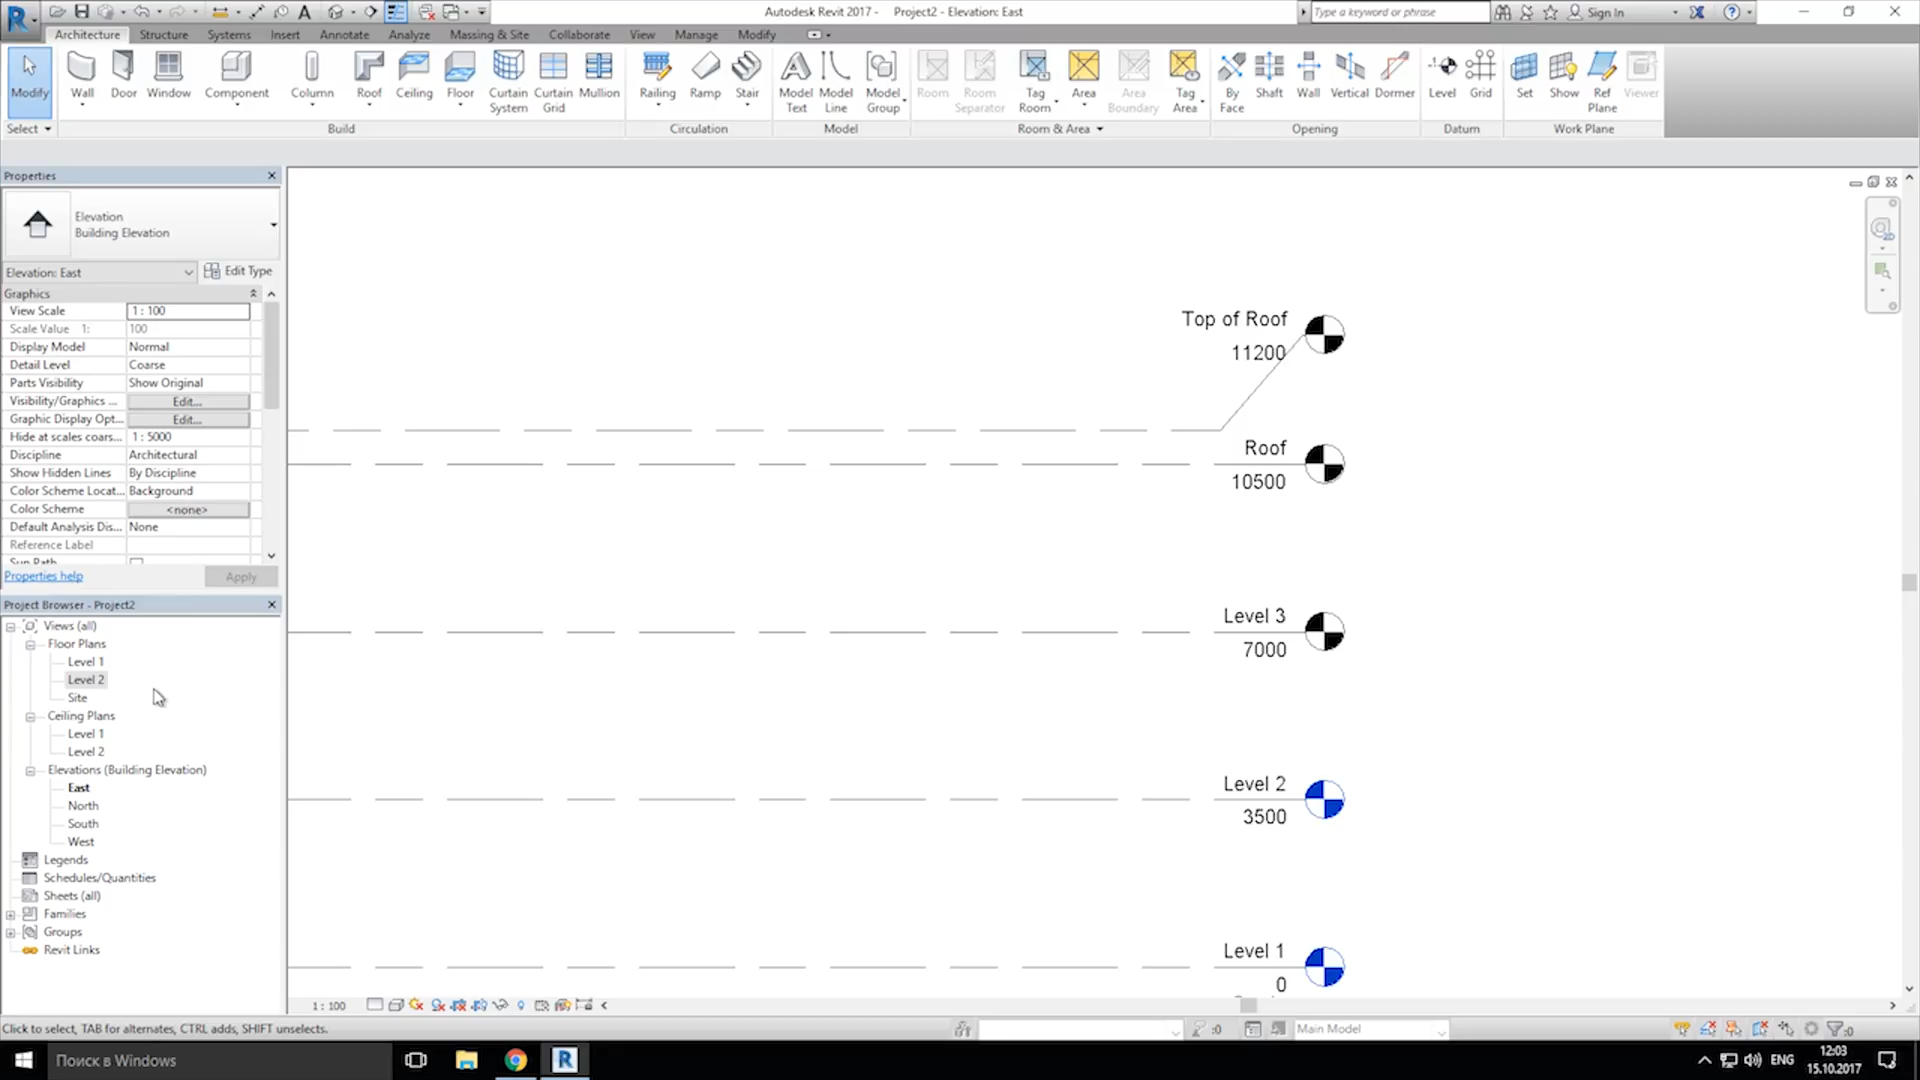 Autodesk Revit 2017 -
Project2 - Elevation: East
Type a keyword or phrase
Sign In
Architecture
Structure
Systems
Insert
Annotate
Analyze
Massing & Site
Collaborate
View
Manage
Modify
Modify
Wall
Door
Window
Component
Column
Roof
Ceiling
Floor
Curtain System
Curtain Grid
Mullion
Railing
Ramp
Stair
Model Text
Model Line
Model Group
Room
Room Separator
Tag Room
Area
Area Boundary
Tag Area
By Face
Shaft
Wall
Vertical
Dormer
Level
Grid
Set
Show
Ref Plane
Viewer
Select
Build
Circulation
Model
Room & Area
Opening
Datum
Work Plane
Properties
Elevation
Building Elevation
Elevation: East
Edit Type
Graphics
View Scale 1 : 100
Scale Value 1: 100
Display Model Normal
Detail Level Coarse
Parts Visibility Show Original
Visibility/Graphics ... Edit...
Graphic Display Opt... Edit...
Hide at scales coars... 1 : 5000
Discipline Architectural
Show Hidden Lines By Discipline
Color Scheme Locat... Background
Color Scheme <none>
Default Analysis Dis... None
Reference Label
Sun Path
Properties help
Apply
Project Browser - Project2
Views (all)
Floor Plans
Level 1
Level 2
Site
Ceiling Plans
Level 1
Level 2
Elevations (Building Elevation)
East
North
South
West
Legends
Schedules/Quantities
Sheets (all)
Families
Groups
Revit Links
Top of Roof
11200
Roof
10500
Level 3
7000
Level 2
3500
Level 1
0
1 : 100
Click to select, TAB for alternates, CTRL adds, SHIFT unselects.
:0
Main Model
:0
Поиск в Windows
ENG
12:03
15.10.2017